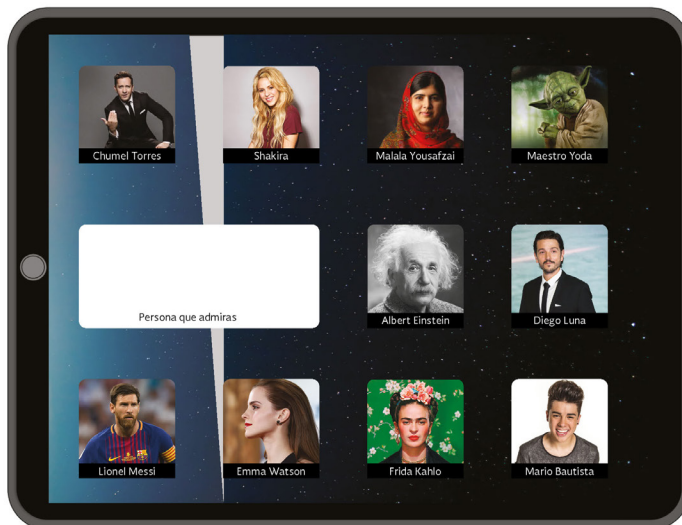 Chumel Torres
Shakira
Malala Yousafzai
Maestro Yoda
Persona que admiras
Albert Einstein
Diego Luna
Lionel Messi
Emma Watson
Frida Kahlo
Mario Bautista